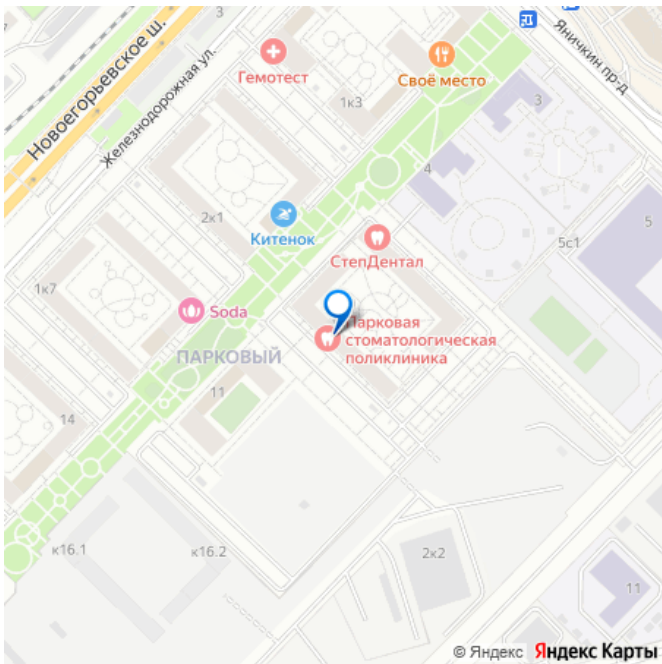 Яничкин пр-д
Новоегорьевское ш.
Железнодорожная ул.
Гемотест
Своё место
1к3
3
4
2к1
Китенок
5
СтепДентал
5с1
1к7
Soda
Парковая
стоматологическая
поликлиника
ПАРКОВЫЙ
11
14
к16.1
к16.2
2к2
11
© Яндекс Яндекс Карты